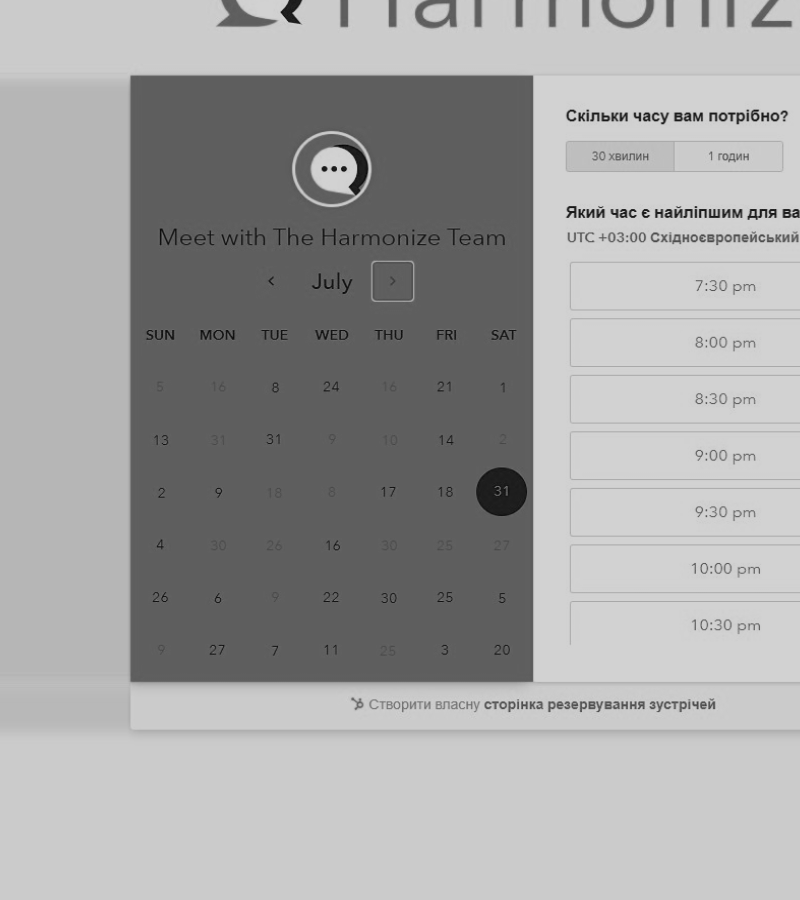 Harmoniz
Meet with The Harmonize Team
July
SUN MON TUE WED THU FRI SAT
5 16 8 24 16 21 1
13 31 31 9 10 14 2
2 9 18 8 17 18 31
4 30 26 16 30 25 27
26 6 9 22 30 25 5
9 27 7 11 25 3 20
Скільки часу вам потрібно?
30 хвилин 1 годин
Який час є найліпшим для ва
UTC +03:00 Східноєвропейський
7:30 pm
8:00 pm
8:30 pm
9:00 pm
9:30 pm
10:00 pm
10:30 pm
Створити власну сторінка резервування зустрічей